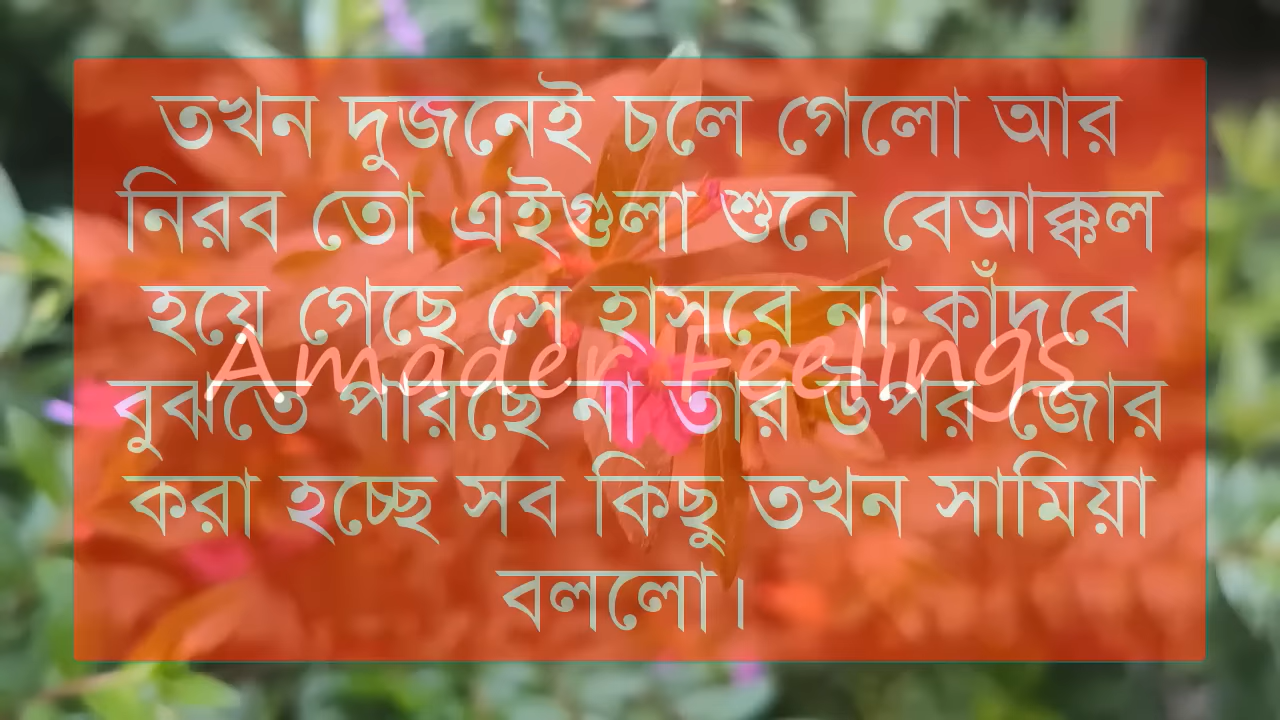 তখন দুজনেই চলে গেলো আর
নিরব তো এইগুলা শুনে বেআক্কল
হয়ে গেছে সে হাসবে না কাঁদবে
Amader Feelings
বুঝতে পারছে না তার উপর জোর
করা হচ্ছে সব কিছু তখন সামিয়া
বললো।